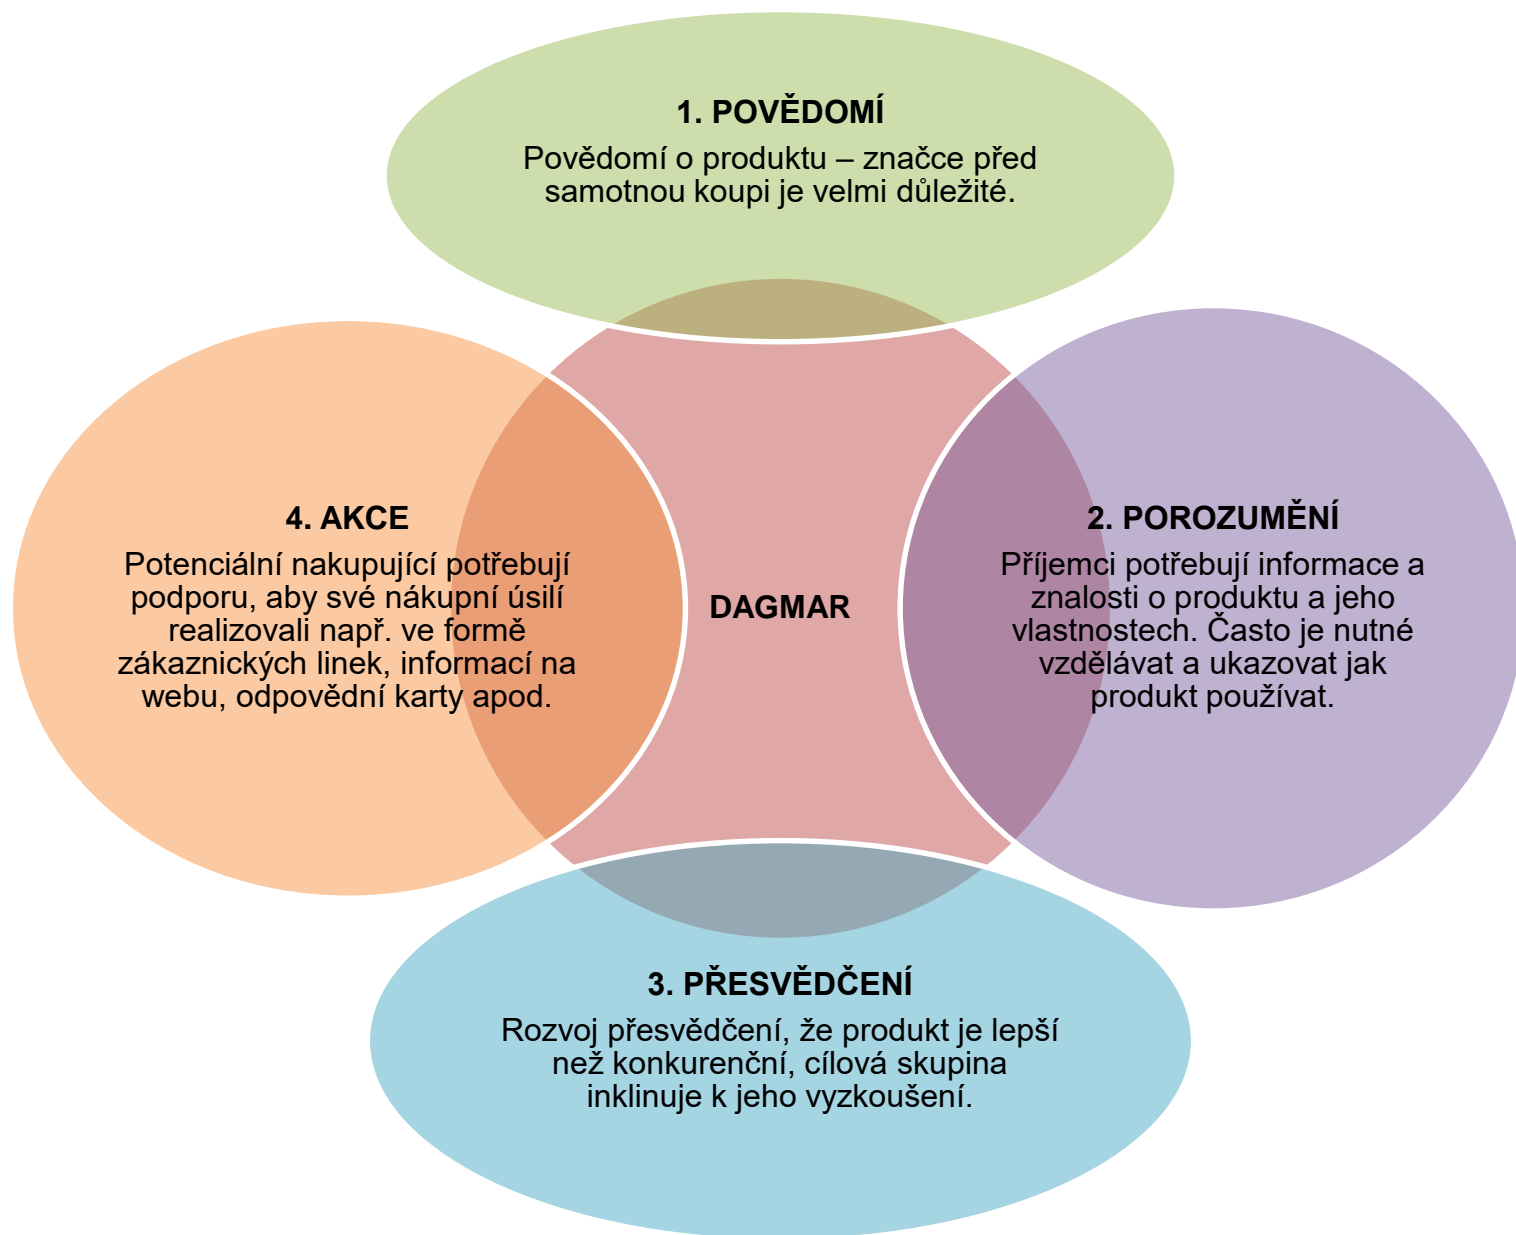 1. POVĚDOMÍ
Povědomí o produktu – značce před
samotnou koupi je velmi důležité.
2. POROZUMĚNÍ
Příjemci potřebují informace a
znalosti o produktu a jeho
vlastnostech. Často je nutné
vzdělávat a ukazovat jak
produkt používat.
3. PŘESVĚDČENÍ
Rozvoj přesvědčení, že produkt je lepší
než konkurenční, cílová skupina
inklinuje k jeho vyzkoušení.
4. AKCE
Potenciální nakupující potřebují
podporu, aby své nákupní úsilí
realizovali např. ve formě
zákaznických linek, informací na
webu, odpovědní karty apod.
DAGMAR